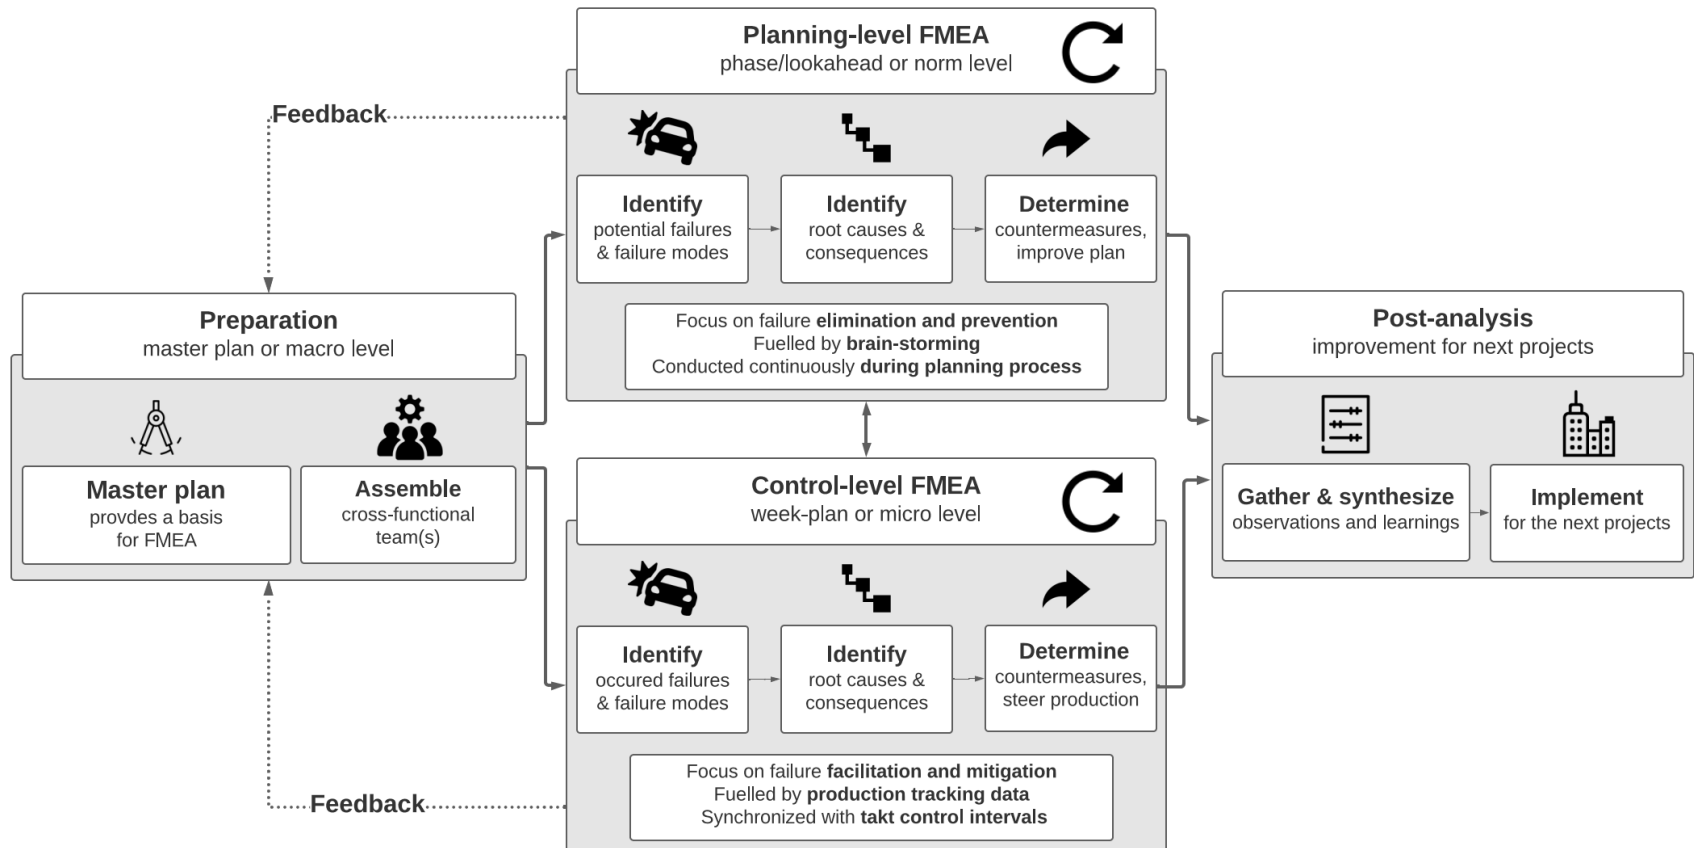 Planning-level FMEA
phase/lookahead or norm level
Feedback
Identify
potential failures
& failure modes
Identify
root causes &
consequences
Determine
countermeasures,
improve plan
Focus on failure elimination and prevention
Fuelled by brain-storming
Conducted continuously during planning process
Preparation
master plan or macro level
Master plan
provdes a basis
for FMEA
Assemble
cross-functional
team(s)
Control-level FMEA
week-plan or micro level
Identify
occured failures
& failure modes
Identify
root causes &
consequences
Determine
countermeasures,
steer production
Focus on failure facilitation and mitigation
Fuelled by production tracking data
Synchronized with takt control intervals
Feedback
Post-analysis
improvement for next projects
Gather & synthesize
observations and learnings
Implement
for the next projects